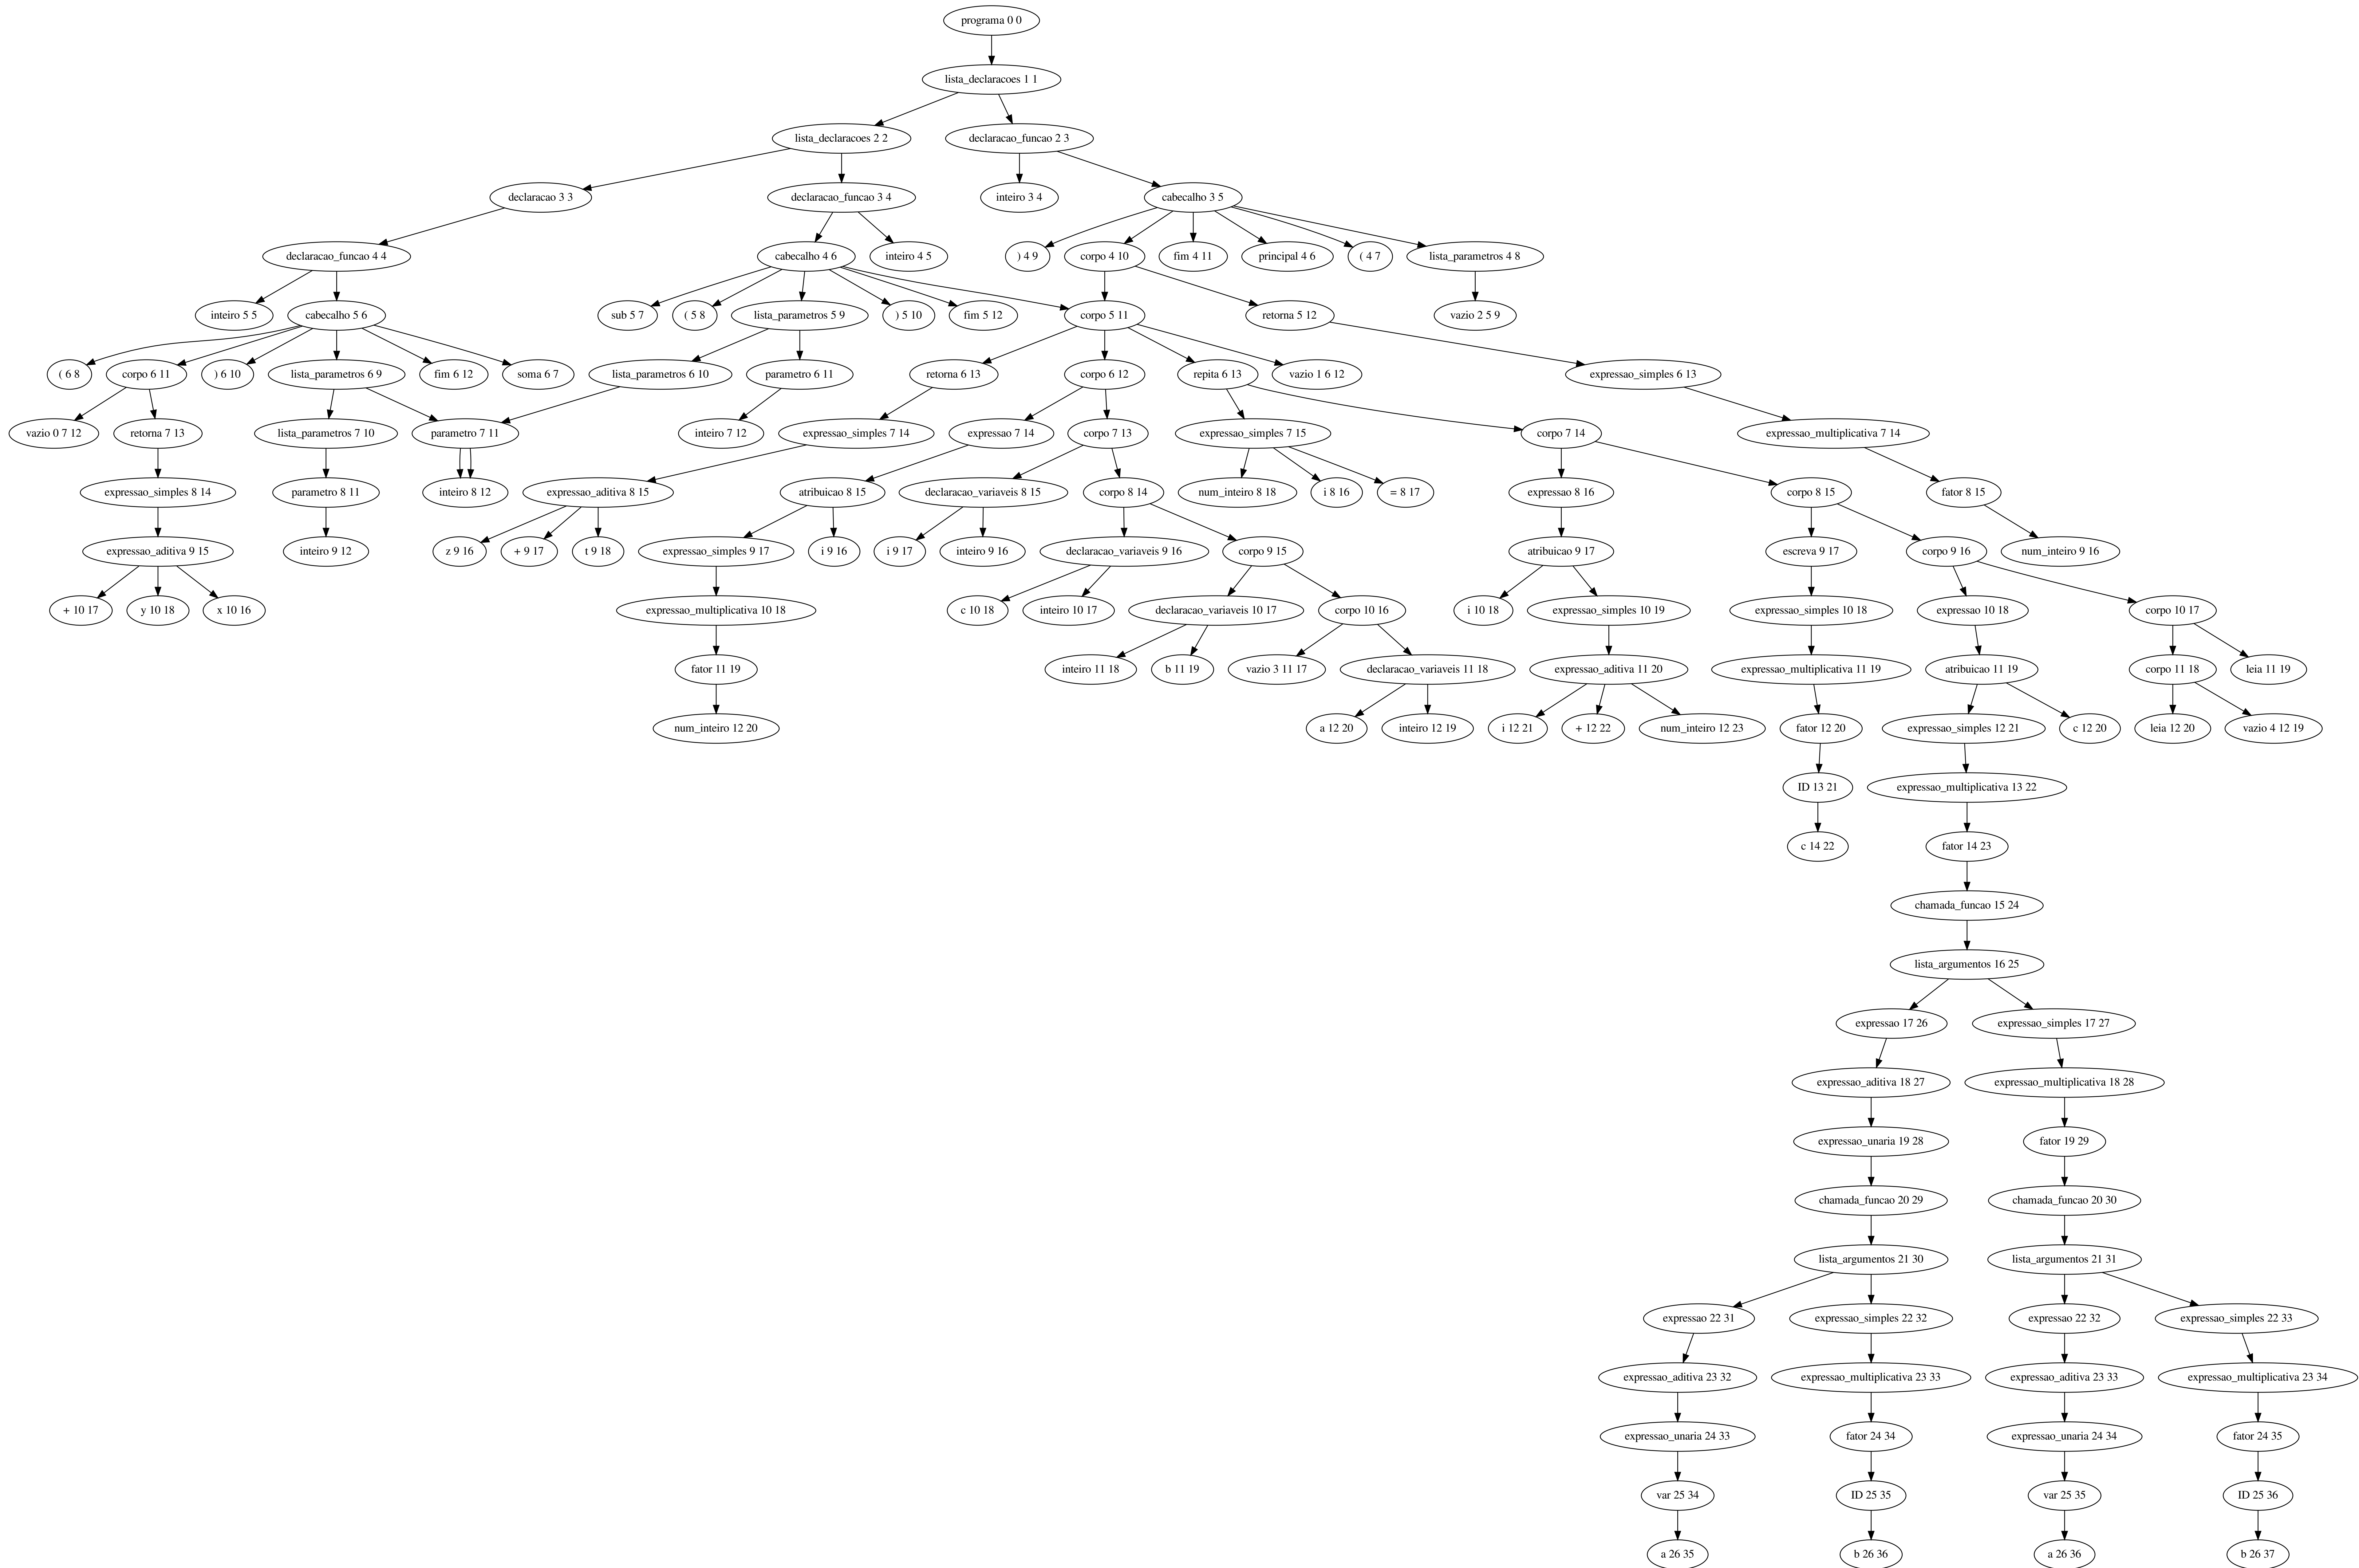 programa 0 0
lista_declaracoes 1 1
lista_declaracoes 2 2
declaracao_funcao 2 3
declaracao 3 3
declaracao_funcao 3 4
inteiro 3 4
cabecalho 3 5
declaracao_funcao 4 4
cabecalho 4 6
inteiro 4 5
) 4 9
corpo 4 10
fim 4 11
principal 4 6
( 4 7
lista_parametros 4 8
inteiro 5 5
cabecalho 5 6
sub 5 7
( 5 8
lista_parametros 5 9
) 5 10
fim 5 12
corpo 5 11
retorna 5 12
vazio 2 5 9
( 6 8
corpo 6 11
) 6 10
lista_parametros 6 9
fim 6 12
soma 6 7
lista_parametros 6 10
parametro 6 11
retorna 6 13
corpo 6 12
repita 6 13
vazio 1 6 12
expressao_simples 6 13
vazio 0 7 12
retorna 7 13
lista_parametros 7 10
parametro 7 11
inteiro 7 12
expressao_simples 7 14
expressao 7 14
corpo 7 13
expressao_simples 7 15
corpo 7 14
expressao_multiplicativa 7 14
expressao_simples 8 14
parametro 8 11
inteiro 8 12
expressao_aditiva 8 15
atribuicao 8 15
declaracao_variaveis 8 15
corpo 8 14
num_inteiro 8 18
i 8 16
= 8 17
expressao 8 16
corpo 8 15
fator 8 15
expressao_aditiva 9 15
inteiro 9 12
z 9 16
+ 9 17
t 9 18
expressao_simples 9 17
i 9 16
i 9 17
inteiro 9 16
declaracao_variaveis 9 16
corpo 9 15
atribuicao 9 17
escreva 9 17
corpo 9 16
num_inteiro 9 16
+ 10 17
y 10 18
x 10 16
expressao_multiplicativa 10 18
c 10 18
inteiro 10 17
declaracao_variaveis 10 17
corpo 10 16
i 10 18
expressao_simples 10 19
expressao_simples 10 18
expressao 10 18
corpo 10 17
fator 11 19
inteiro 11 18
b 11 19
vazio 3 11 17
declaracao_variaveis 11 18
expressao_aditiva 11 20
expressao_multiplicativa 11 19
atribuicao 11 19
corpo 11 18
leia 11 19
num_inteiro 12 20
a 12 20
inteiro 12 19
i 12 21
+ 12 22
num_inteiro 12 23
fator 12 20
expressao_simples 12 21
c 12 20
leia 12 20
vazio 4 12 19
ID 13 21
expressao_multiplicativa 13 22
c 14 22
fator 14 23
chamada_funcao 15 24
lista_argumentos 16 25
expressao 17 26
expressao_simples 17 27
expressao_aditiva 18 27
expressao_multiplicativa 18 28
expressao_unaria 19 28
fator 19 29
chamada_funcao 20 29
chamada_funcao 20 30
lista_argumentos 21 30
lista_argumentos 21 31
expressao 22 31
expressao_simples 22 32
expressao 22 32
expressao_simples 22 33
expressao_aditiva 23 32
expressao_multiplicativa 23 33
expressao_aditiva 23 33
expressao_multiplicativa 23 34
expressao_unaria 24 33
fator 24 34
expressao_unaria 24 34
fator 24 35
var 25 34
ID 25 35
var 25 35
ID 25 36
a 26 35
b 26 36
a 26 36
b 26 37